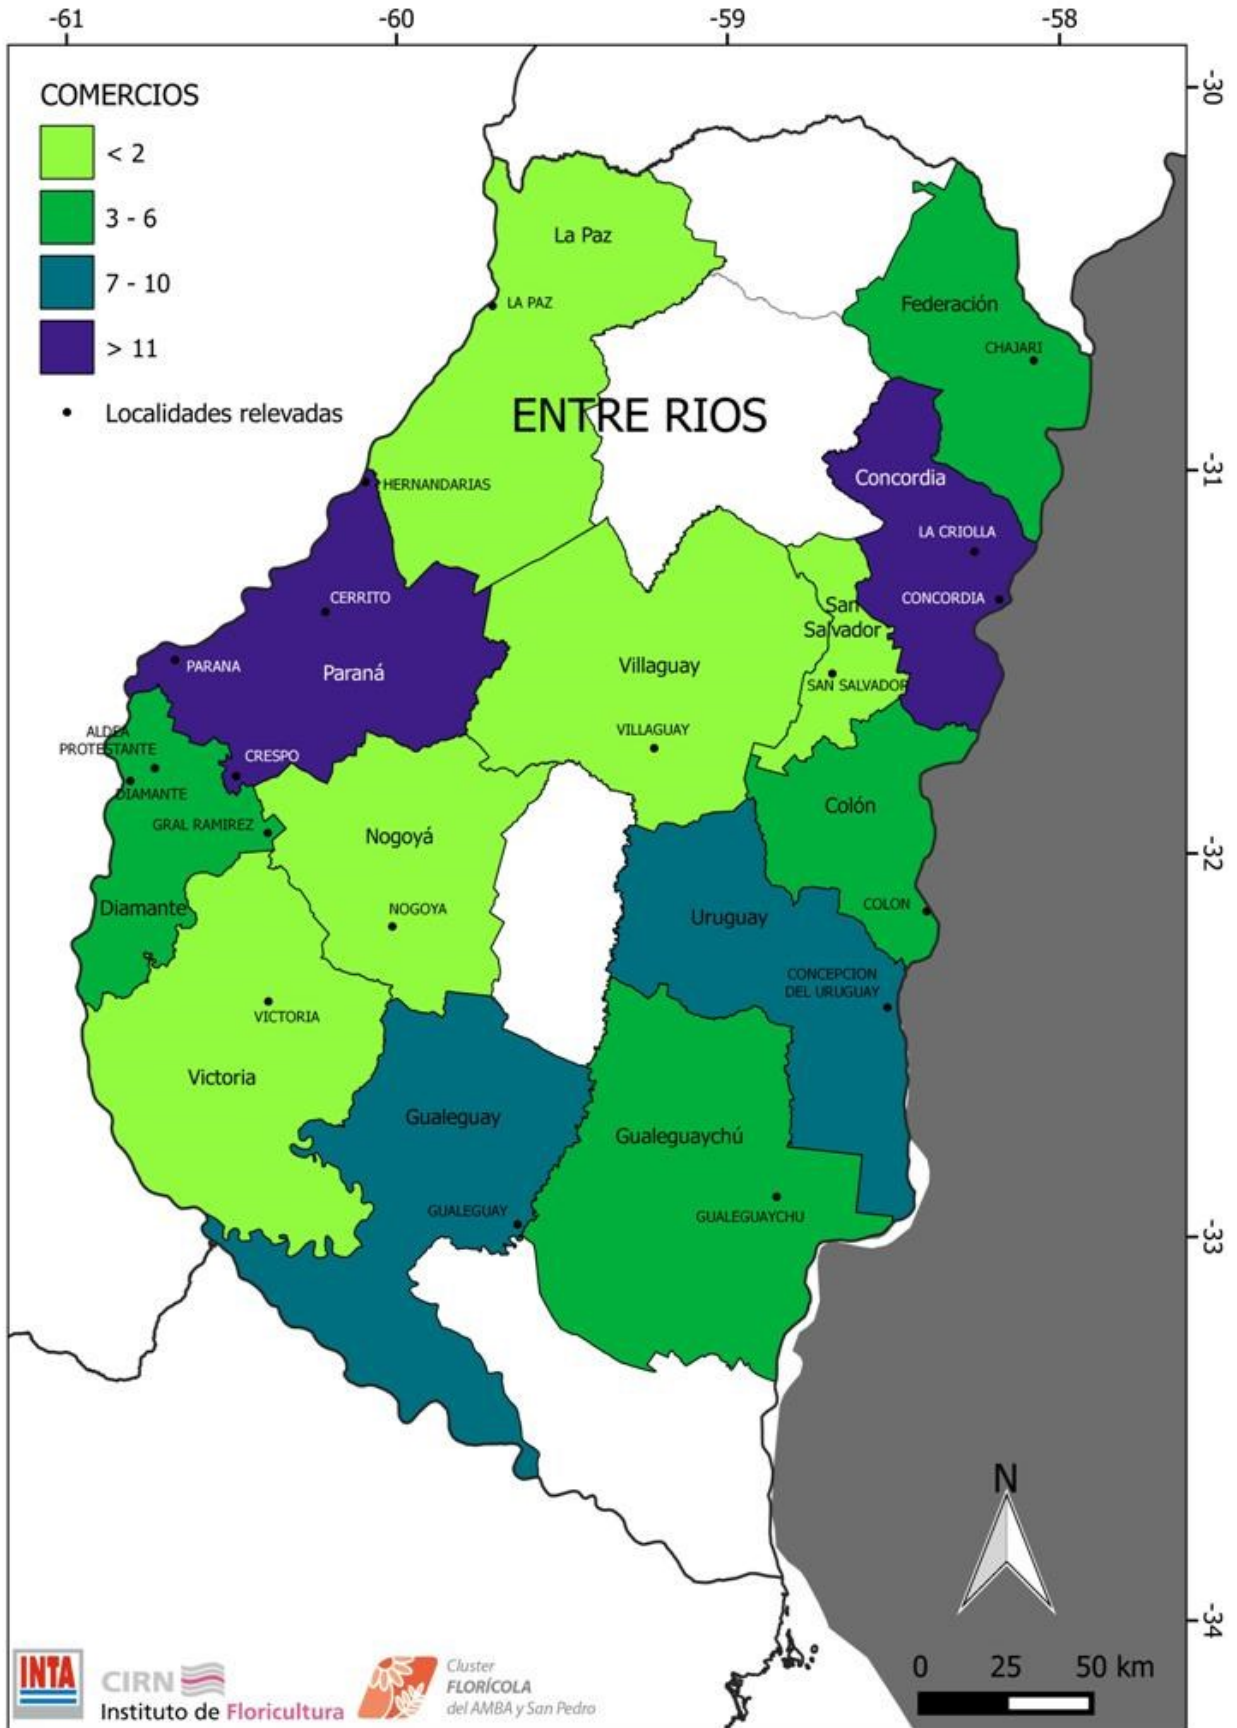 -61
-60
-59
-58
COMERCIOS
< 2
3 - 6
7 - 10
> 11
Localidades relevadas
-30
La Paz
LA PAZ
Federación
CHAJARI
ENTRE RIOS
-31
Concordia
HERNANDARIAS
LA CRIOLLA
CERRITO
CONCORDIA
San
Salvador
PARANA
Paraná
Villaguay
SAN SALVADOR
VILLAGUAY
ALDEA
PROTESTANTE
CRESPO
DIAMANTE
Colón
GRAL RAMIREZ
Nogoyá
-32
Diamante
NOGOYA
Uruguay
COLON
CONCEPCION
DEL URUGUAY
VICTORIA
Victoria
Gualeguay
Gualeguaychú
GUALEGUAY
GUALEGUAYCHU
-33
N
-34
0 25 50 km
INTA
CIRN
Instituto de Floricultura
Cluster
FLORÍCOLA
del AMBA y San Pedro